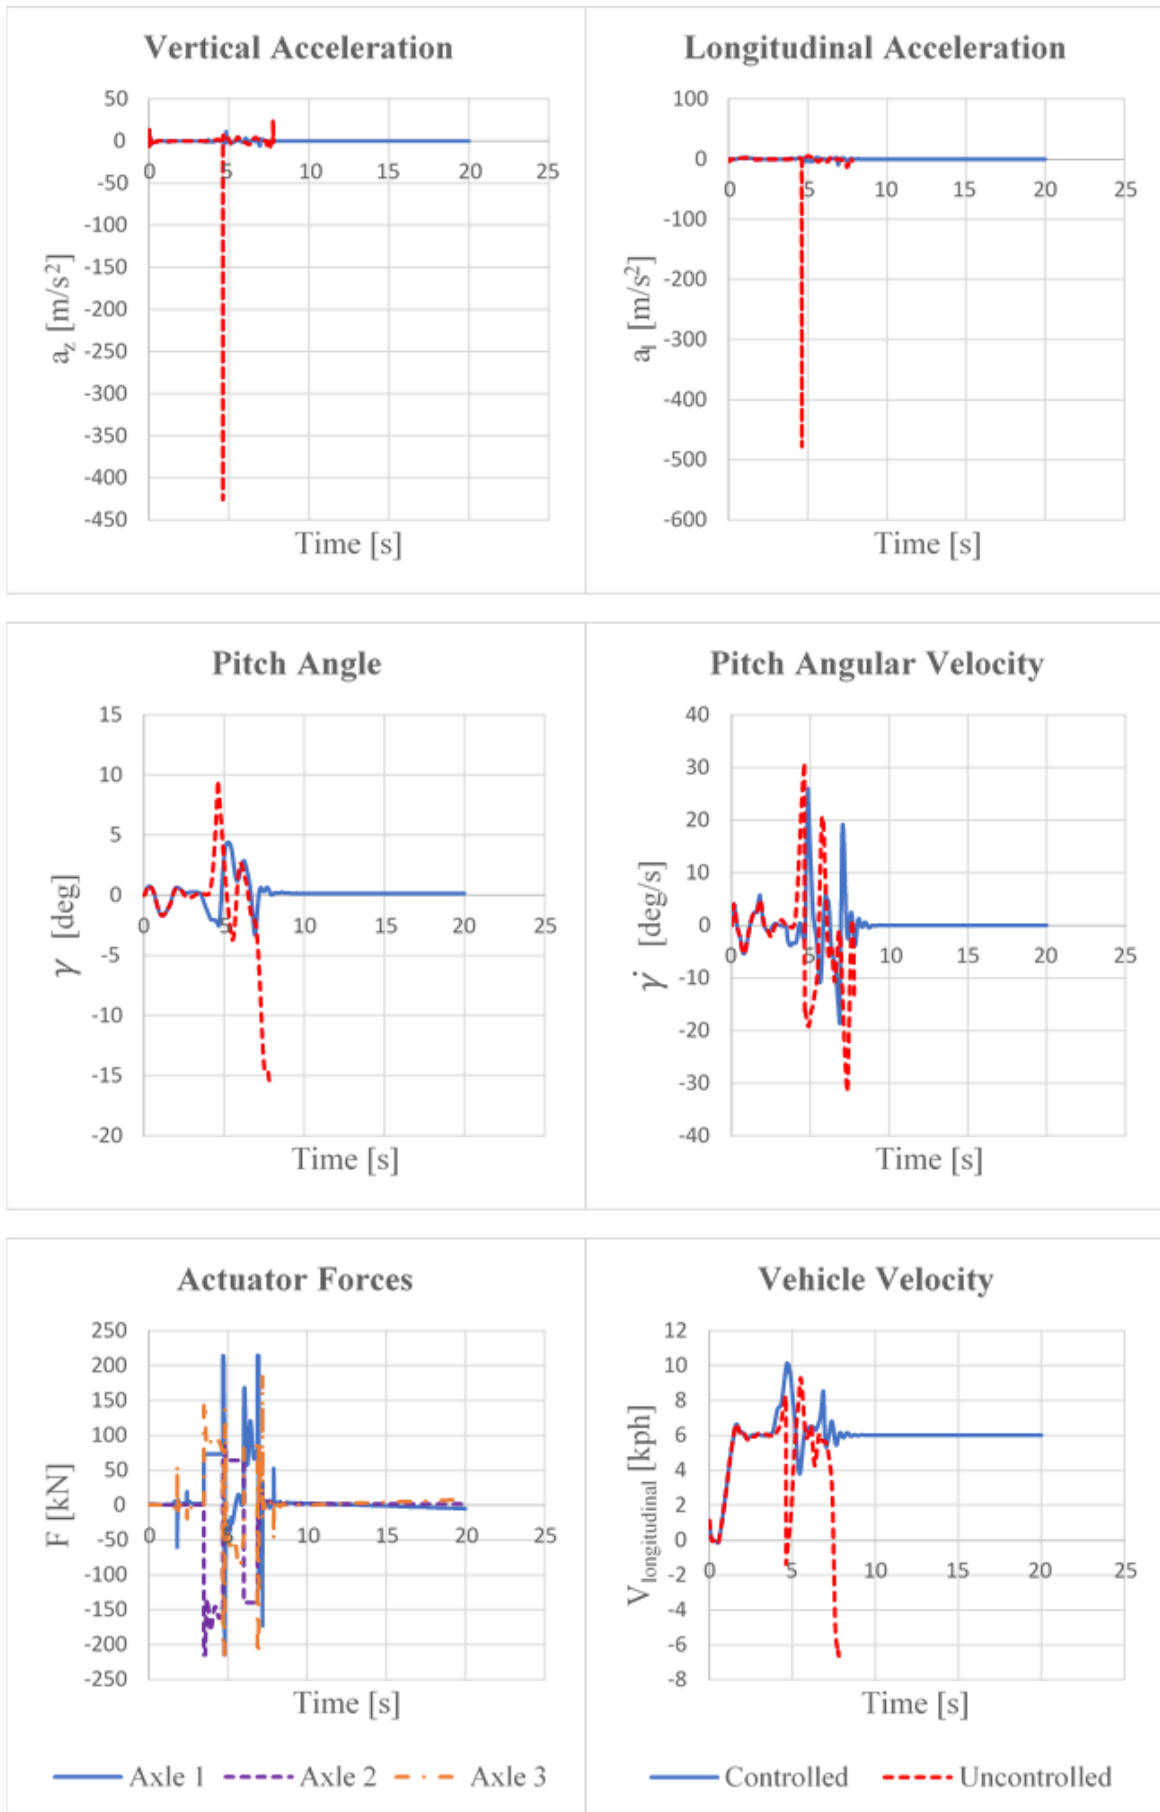 Vertical Acceleration
50
0
-50
-100
-150
-200
-250
-300
-350
-400
-450
0 5 10 15 20 25
a_z [m/s²]
Time [s]
Longitudinal Acceleration
100
0
-100
-200
-300
-400
-500
-600
0 5 10 15 20 25
a_l [m/s²]
Time [s]
Pitch Angle
15
10
5
0
-5
-10
-15
-20
0 5 10 15 20 25
γ [deg]
Time [s]
Pitch Angular Velocity
40
30
20
10
0
-10
-20
-30
-40
0 5 10 15 20 25
γ̇ [deg/s]
Time [s]
Actuator Forces
250
200
150
100
50
0
-50
-100
-150
-200
-250
0 5 10 15 20 25
F [kN]
Time [s]
Axle 1 Axle 2 Axle 3
Vehicle Velocity
12
10
8
6
4
2
0
-2
-4
-6
-8
0 5 10 15 20 25
V_longitudinal [kph]
Time [s]
Controlled Uncontrolled